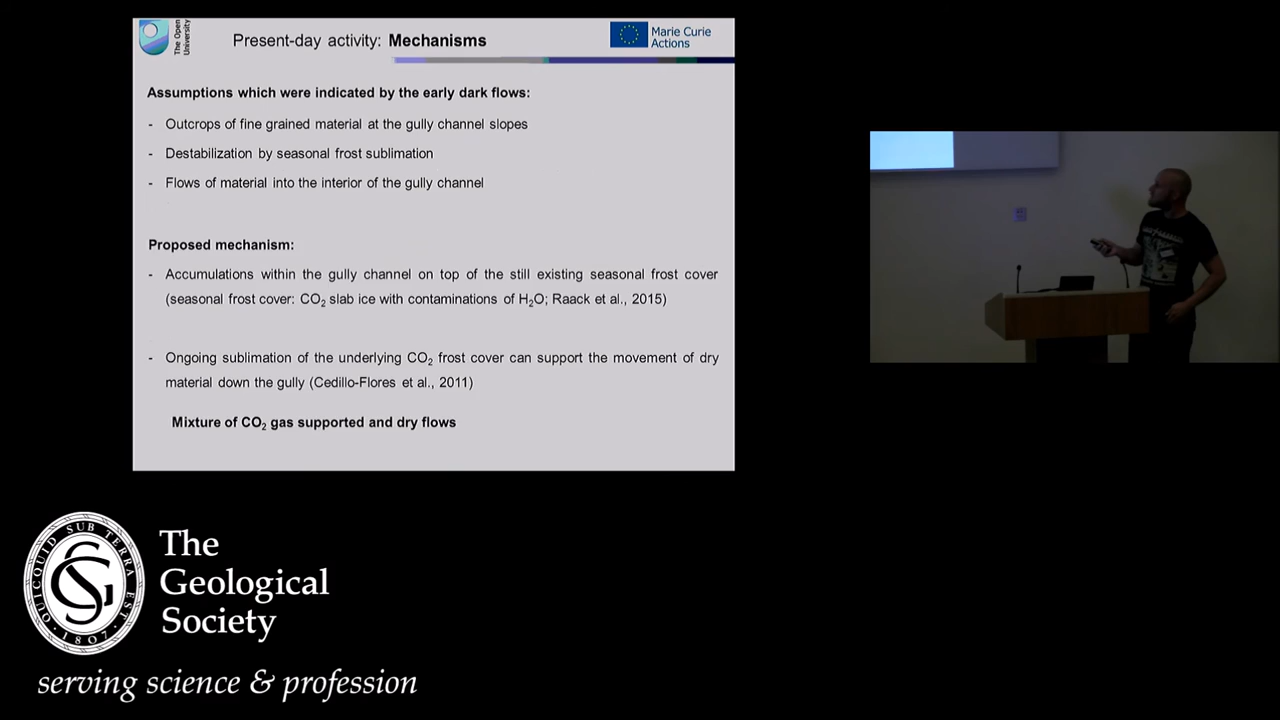 The Open
University
Present-day activity: Mechanisms
Marie Curie
Actions
Assumptions which were indicated by the early dark flows:
- Outcrops of fine grained material at the gully channel slopes
- Destabilization by seasonal frost sublimation
- Flows of material into the interior of the gully channel
Proposed mechanism:
- Accumulations within the gully channel on top of the still existing seasonal frost cover
(seasonal frost cover: CO₂ slab ice with contaminations of H₂O; Raack et al., 2015)
- Ongoing sublimation of the underlying CO₂ frost cover can support the movement of dry
material down the gully (Cedillo-Flores et al., 2011)
Mixture of CO₂ gas supported and dry flows
QUICQUID SUB TERRA EST
GS
·1807·
The
Geological
Society
serving science & profession